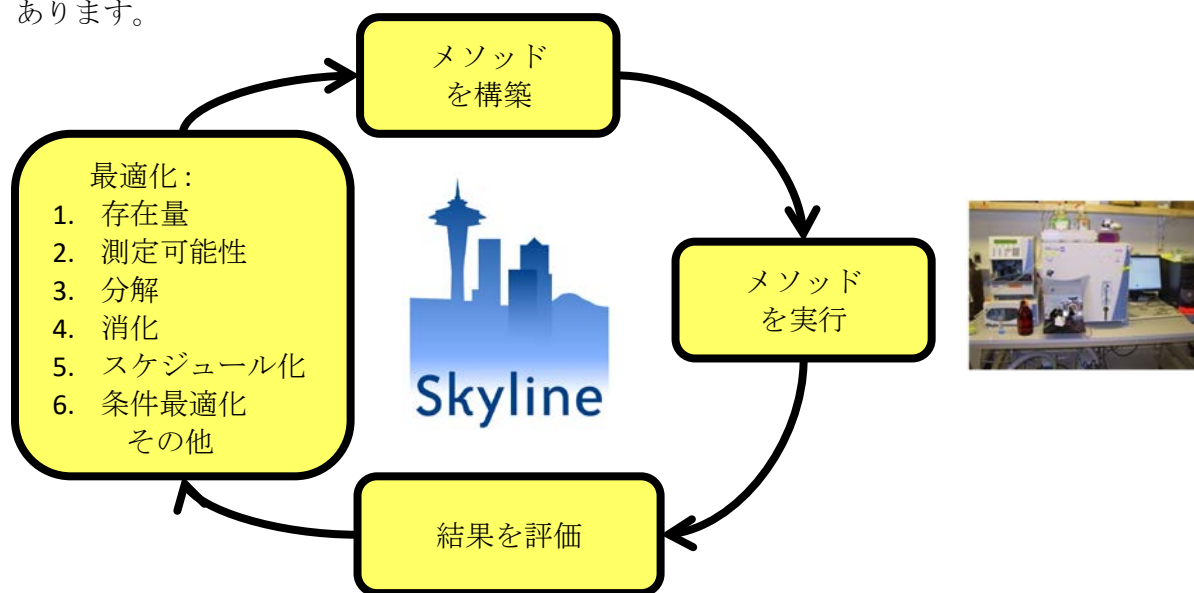 あります。
メソッド
を構築
最適化:
1. 存在量
2. 測定可能性
3. 分解
4. 消化
5. スケジュール化
6. 条件最適化
その他
Skyline
メソッド
を実行
結果を評価